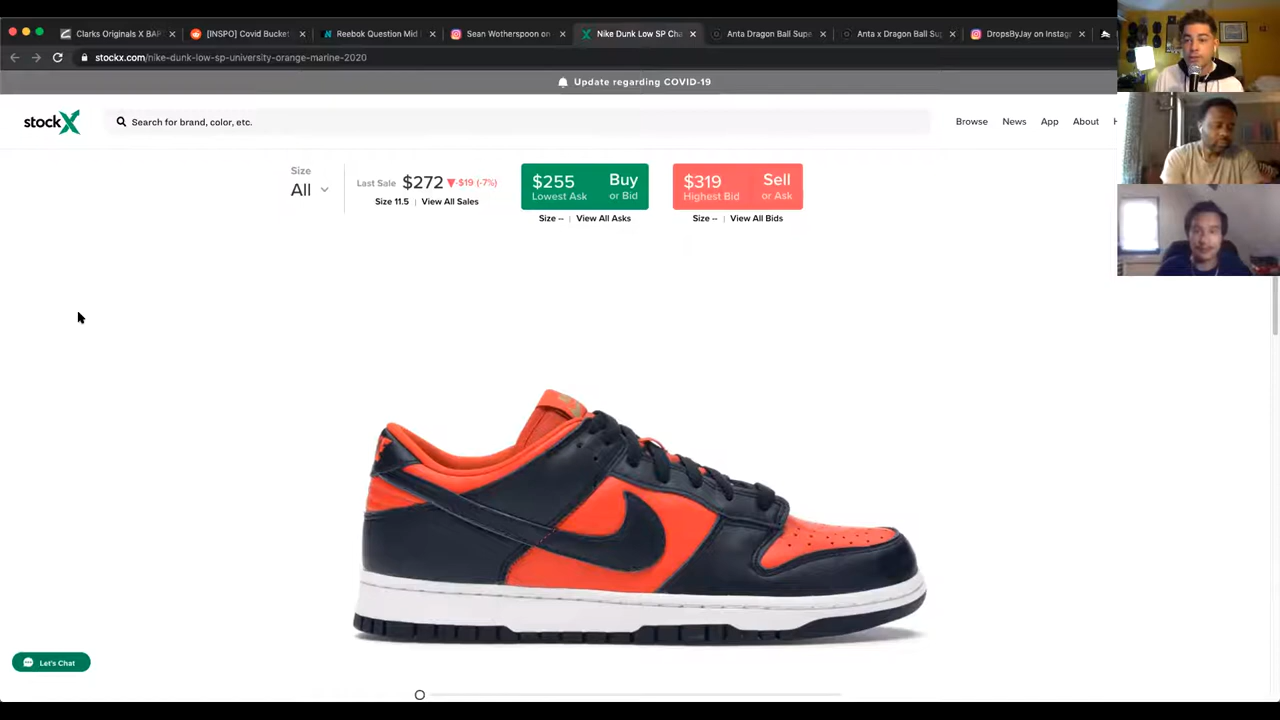 Clarks Originals X BAP
[INSPO] Covid Bucket
Reebok Question Mid
Sean Wotherspoon on
Nike Dunk Low SP Cha
Anta Dragon Ball Supe
Anta x Dragon Ball Sup
DropsByJay on Instag
stockx.com/nike-dunk-low-sp-university-orange-marine-2020
Update regarding COVID-19
stockX
Search for brand, color, etc.
Browse News App About H
Size
All
Last Sale $272 ▼-$19 (-7%)
Size 11.5 | View All Sales
$255 Buy
Lowest Ask or Bid
Size -- | View All Asks
$319 Sell
Highest Bid or Ask
Size -- | View All Bids
Let's Chat